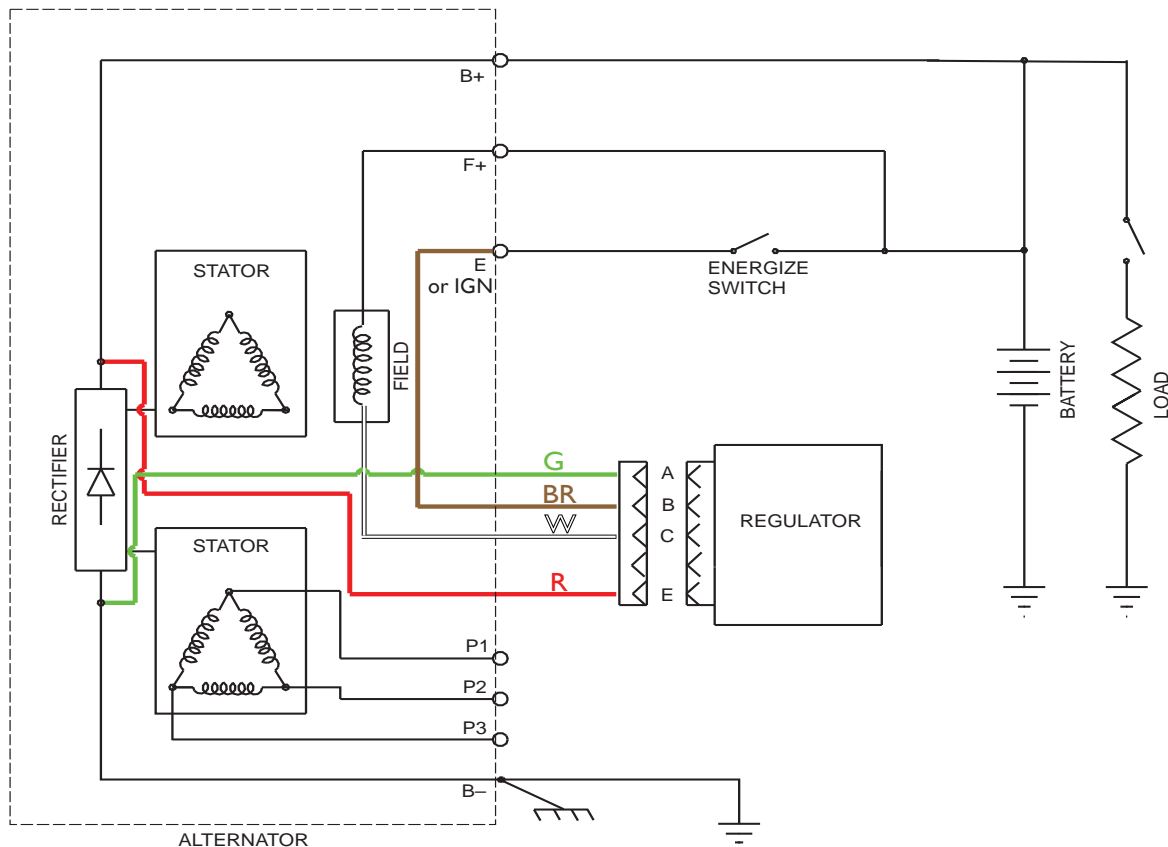 B+
F+
E
or IGN
ENERGIZE
SWITCH
STATOR
FIELD
BATTERY
LOAD
RECTIFIER
G
A
BR
B
W
C
R
E
REGULATOR
STATOR
P1
P2
P3
B–
ALTERNATOR